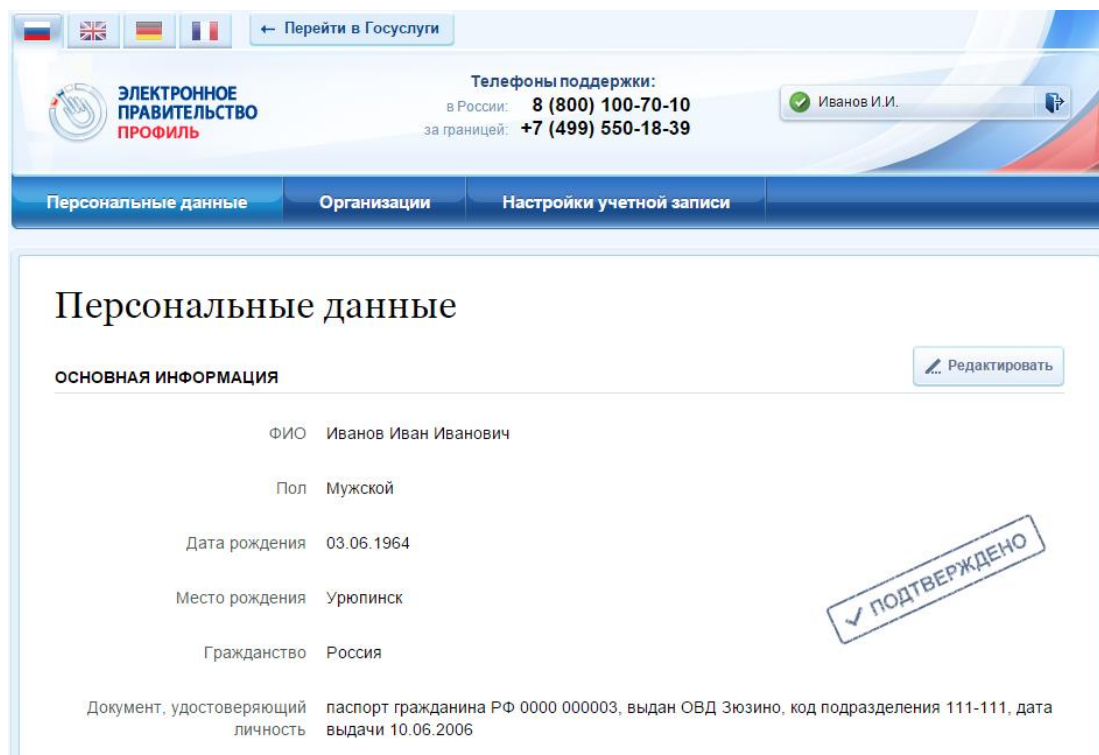 ← Перейти в Госуслуги
ЭЛЕКТРОННОЕ
ПРАВИТЕЛЬСТВО
ПРОФИЛЬ
Телефоны поддержки:
в России: 8 (800) 100-70-10
за границей: +7 (499) 550-18-39
Иванов И.И.
Персональные данные Организации Настройки учетной записи
Персональные данные
ОСНОВНАЯ ИНФОРМАЦИЯ
Редактировать
ФИО Иванов Иван Иванович
Пол Мужской
Дата рождения 03.06.1964
Место рождения Урюпинск
Гражданство Россия
ПОДТВЕРЖДЕНО
Документ, удостоверяющий паспорт гражданина РФ 0000 000003, выдан ОВД Зюзино, код подразделения 111-111, дата
личность выдачи 10.06.2006